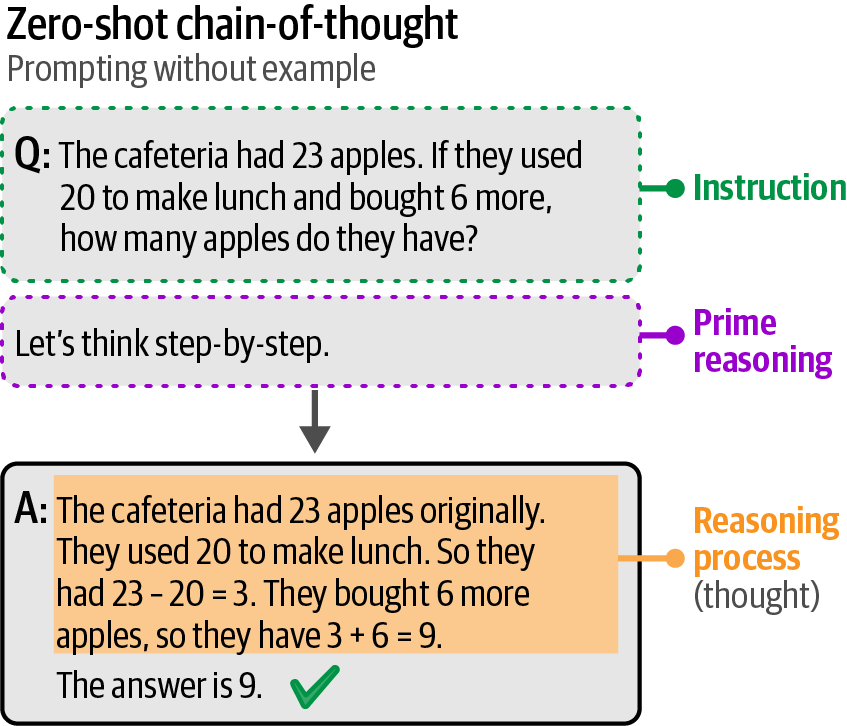 Zero-shot chain-of-thought
Prompting without example
Q: The cafeteria had 23 apples. If they used
20 to make lunch and bought 6 more,
how many apples do they have?
Instruction
Let’s think step-by-step.
Prime
reasoning
A: The cafeteria had 23 apples originally.
They used 20 to make lunch. So they
had 23 – 20 = 3. They bought 6 more
apples, so they have 3 + 6 = 9.
The answer is 9.
Reasoning
process
(thought)